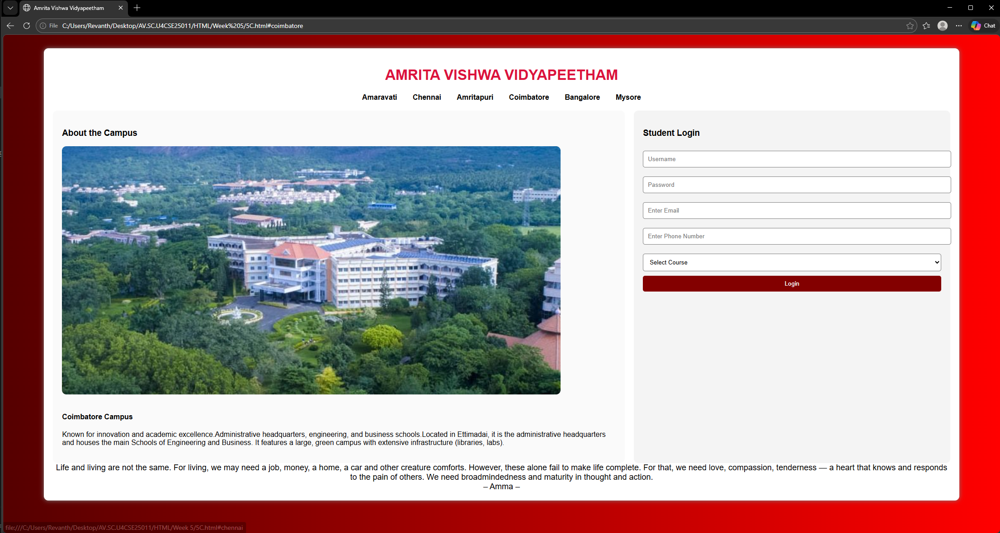 Amrita Vishwa Vidyapeetham
File C:/Users/Revanth/Desktop/AV.SC.U4CSE25011/HTML/Week%205/5C.html#coimbatore
Chat
AMRITA VISHWA VIDYAPEETHAM
Amaravati Chennai Amritapuri Coimbatore Bangalore Mysore
About the Campus
Coimbatore Campus
Known for innovation and academic excellence.Administrative headquarters, engineering, and business schools.Located in Ettimadai, it is the administrative headquarters
and houses the main Schools of Engineering and Business. It features a large, green campus with extensive infrastructure (libraries, labs).
Student Login
Username
Password
Enter Email
Enter Phone Number
Select Course
Login
Life and living are not the same. For living, we may need a job, money, a home, a car and other creature comforts. However, these alone fail to make life complete. For that, we need love, compassion, tenderness — a heart that knows and responds
to the pain of others. We need broadmindedness and maturity in thought and action.
– Amma –
file:///C:/Users/Revanth/Desktop/AV.SC.U4CSE25011/HTML/Week 5/5C.html#chennai